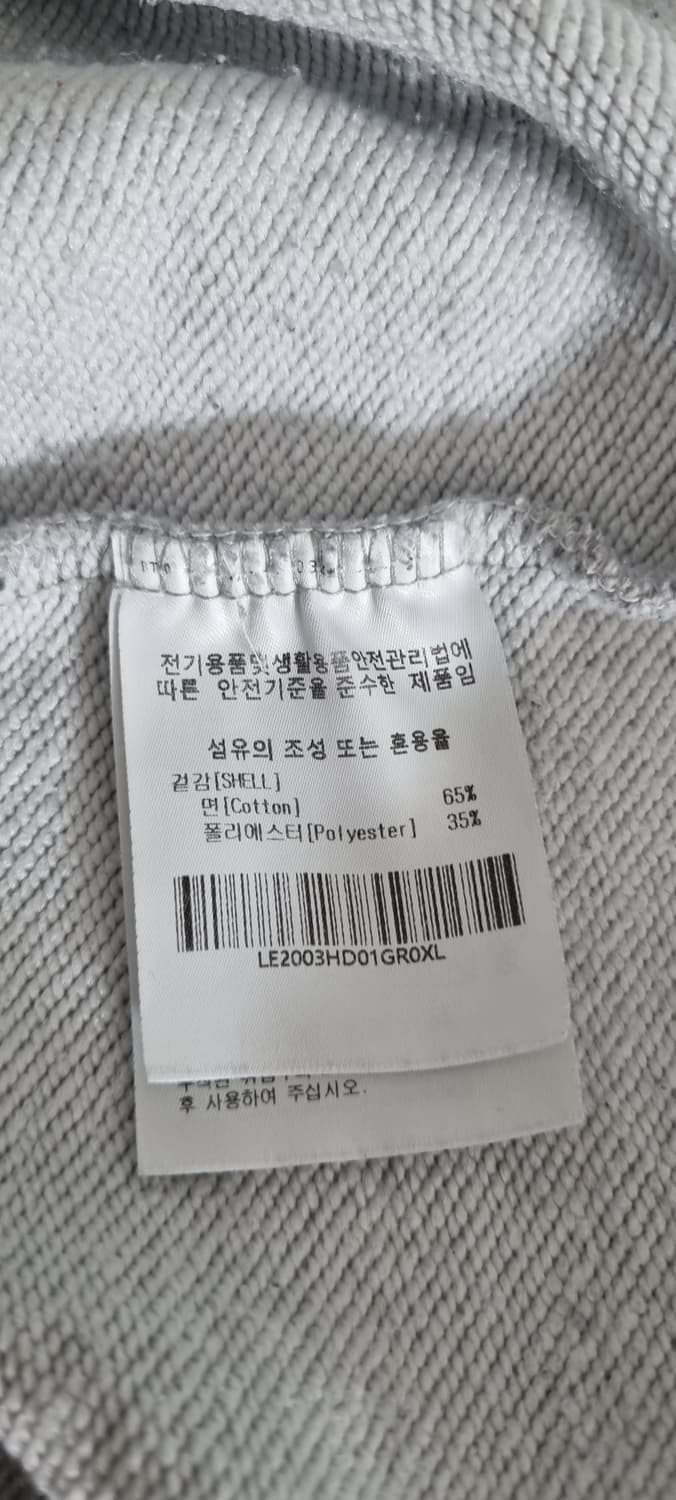 전기용품및생활용품안전관리법에
따른 안전기준을 준수한 제품임
섬유의 조성 또는 혼용율
겉감[SHELL]
면[Cotton] 65%
폴리에스터[Polyester] 35%
LE2003HD01GR0XL
후 사용하여 주십시오.